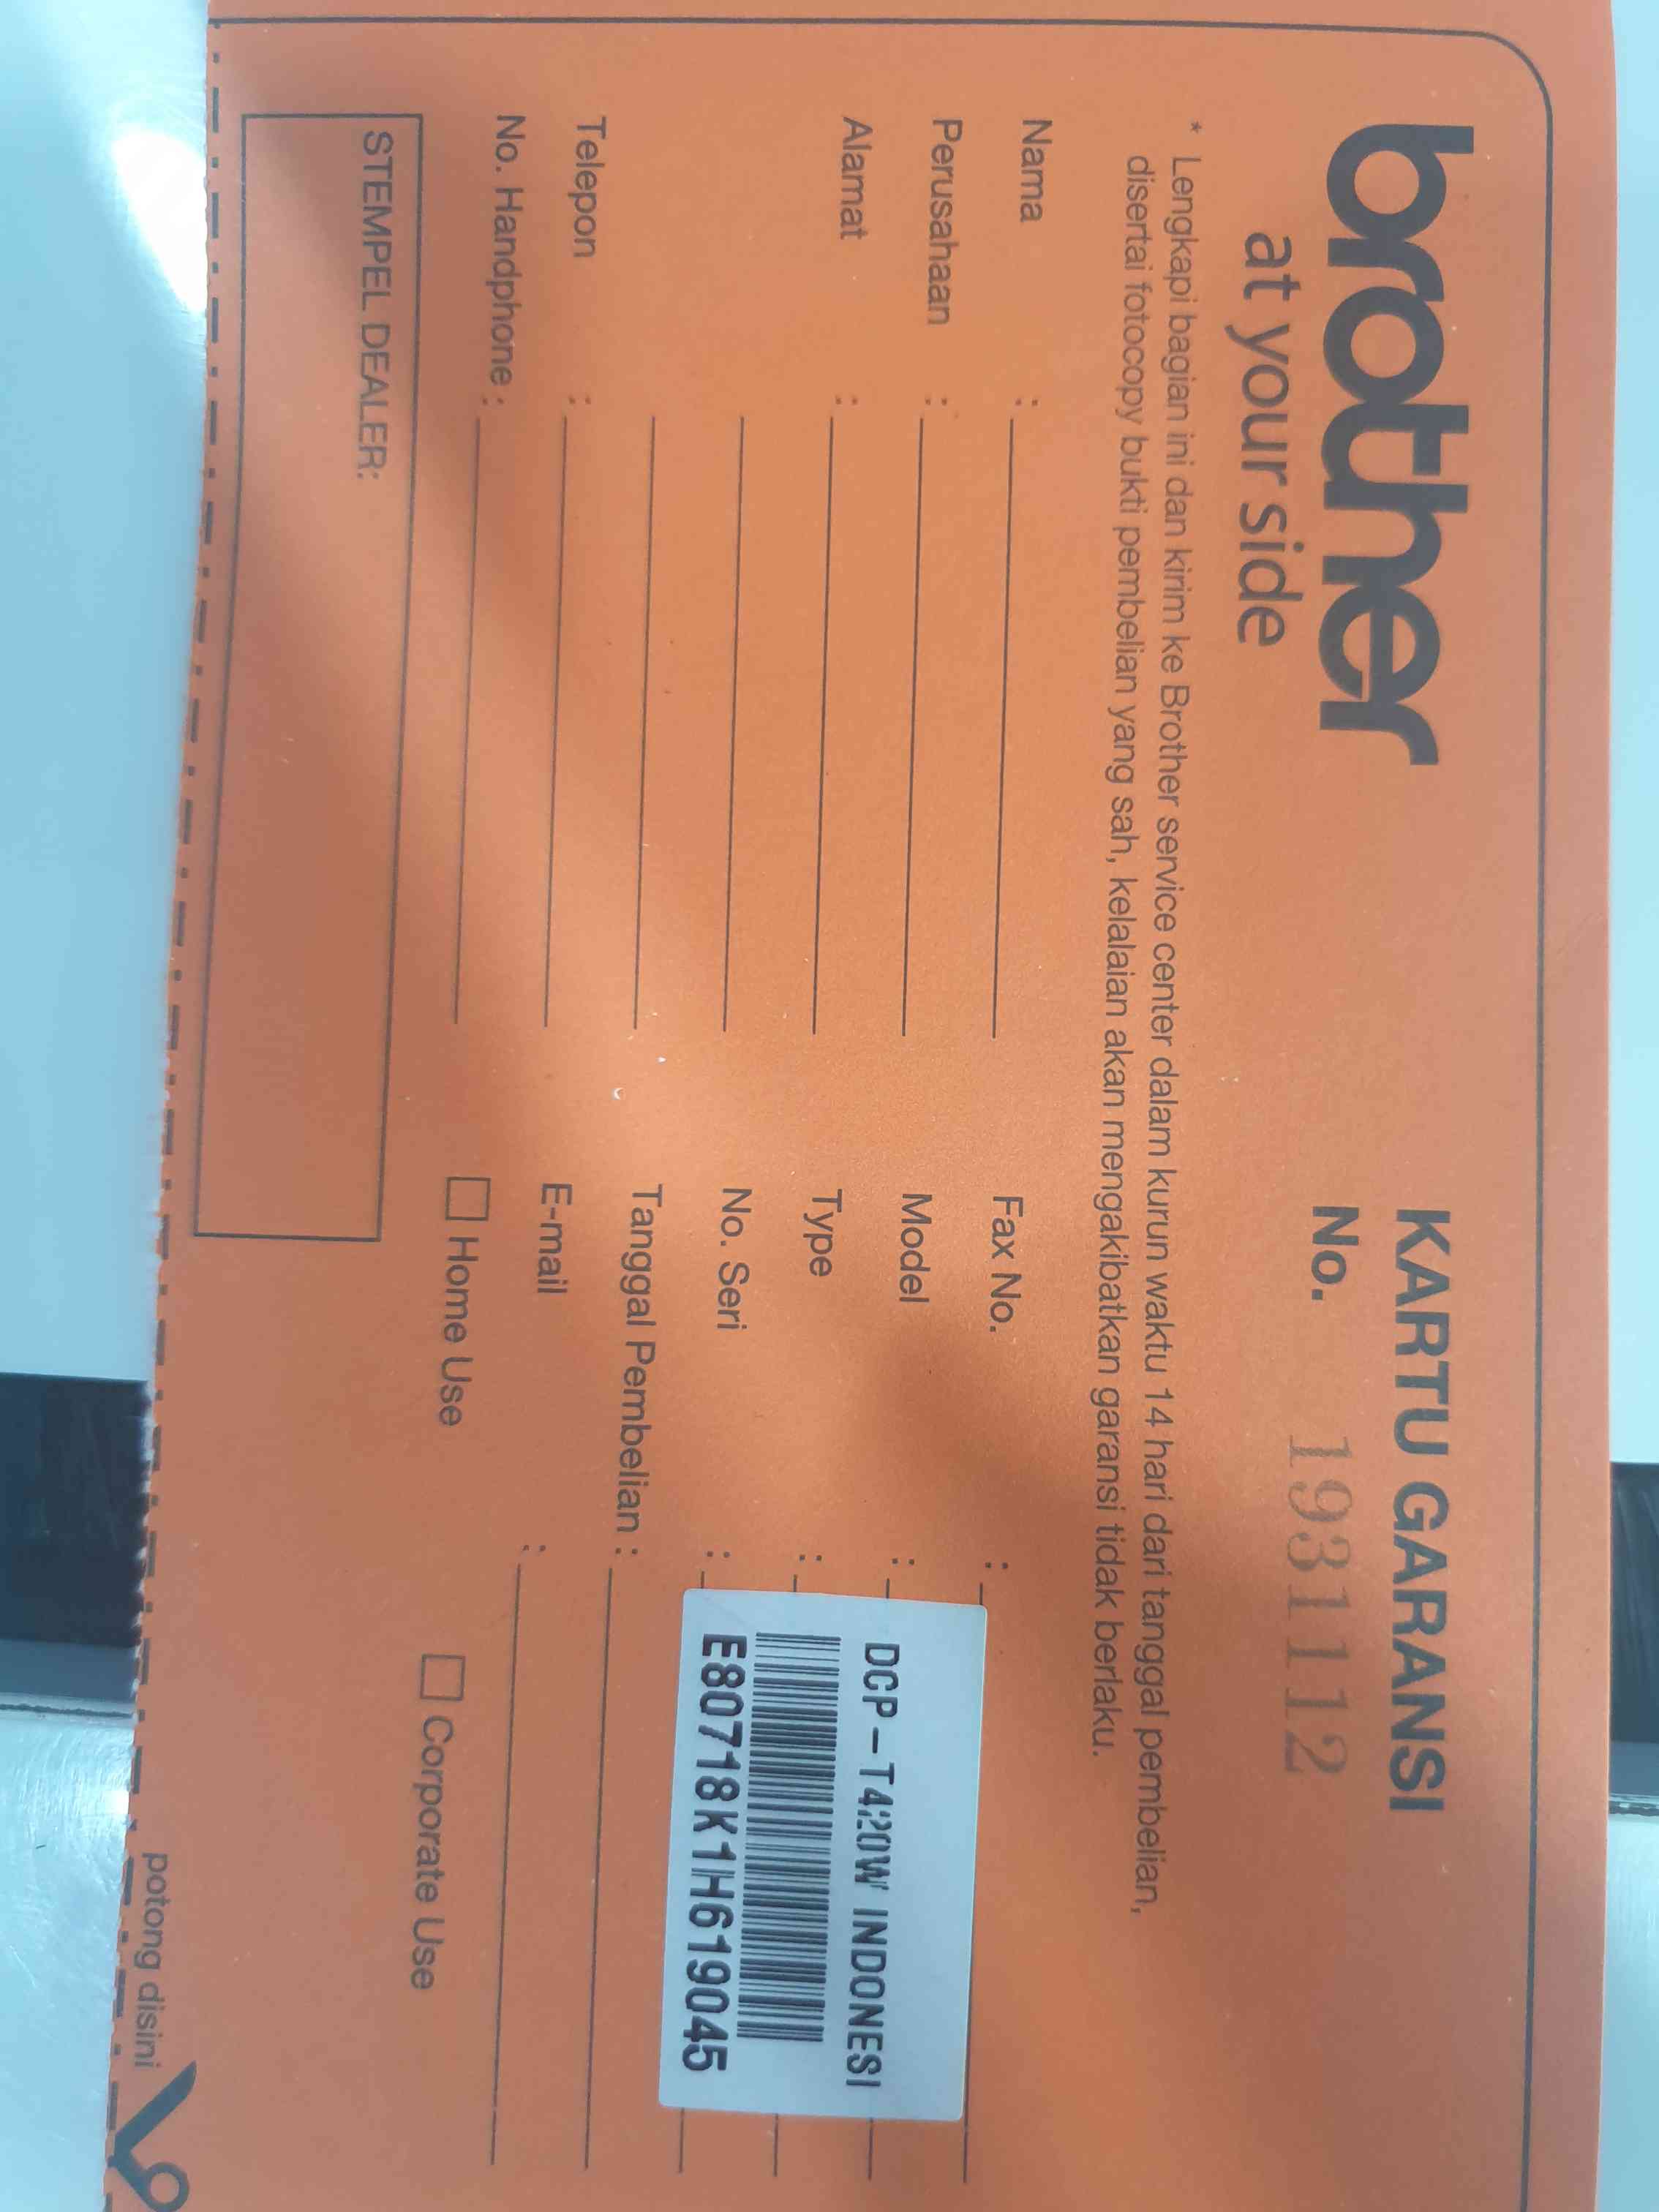 brother
at your side
KARTU GARANSI
No. 1931112
* Lengkapi bagian ini dan kirim ke Brother service center dalam kurun waktu 14 hari dari tanggal pembelian,
disertai fotocopy bukti pembelian yang sah, kelalaian akan mengakibatkan garansi tidak berlaku.
Nama :
Perusahaan :
Alamat :
Telepon :
No. Handphone :
Fax No. :
Model :
Type :
No. Seri :
DCP-T420W INDONESI
E80718K1H619045
Tanggal Pembelian :
E-mail :
Home Use
Corporate Use
STEMPEL DEALER:
potong disini